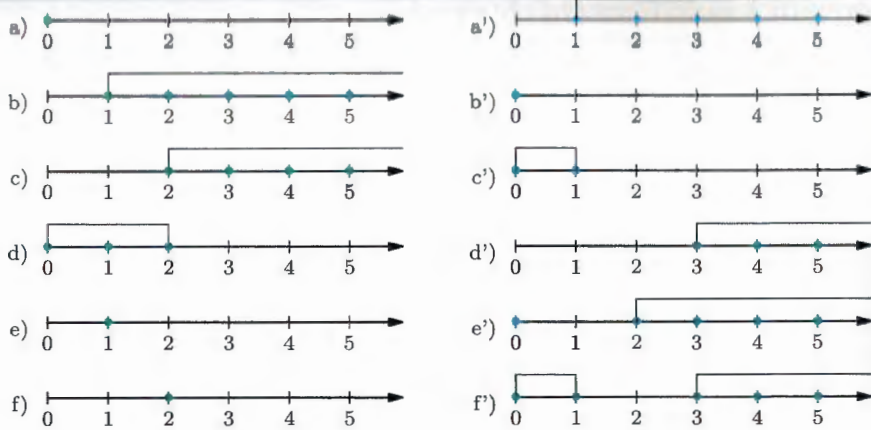 a) 0 1 2 3 4 5
a') 0 1 2 3 4 5
b) 0 1 2 3 4 5
b') 0 1 2 3 4 5
c) 0 1 2 3 4 5
c') 0 1 2 3 4 5
d) 0 1 2 3 4 5
d') 0 1 2 3 4 5
e) 0 1 2 3 4 5
e') 0 1 2 3 4 5
f) 0 1 2 3 4 5
f') 0 1 2 3 4 5